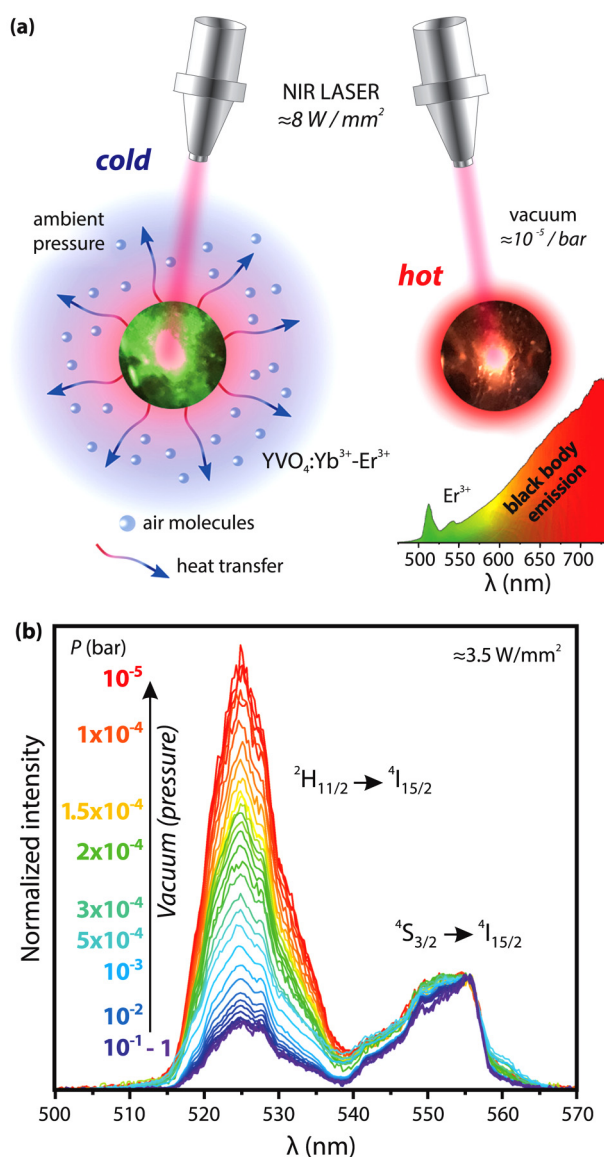 (a)
NIR LASER
≈8 W / mm²
cold
ambient
pressure
vacuum
≈10⁻⁵ / bar
hot
YVO₄:Yb³⁺-Er³⁺
air molecules
heat transfer
Er³⁺
black body
emission
500 550 600 650 700
λ (nm)
(b)
P (bar)
≈3.5 W/mm²
10⁻⁵
1x10⁻⁴
1.5x10⁻⁴
2x10⁻⁴
3x10⁻⁴
5x10⁻⁴
10⁻³
10⁻²
10⁻¹ - 1
Vacuum (pressure)
Normalized intensity
²H₁₁/₂ → ⁴I₁₅/₂
⁴S₃/₂ → ⁴I₁₅/₂
500 510 520 530 540 550 560 570
λ (nm)